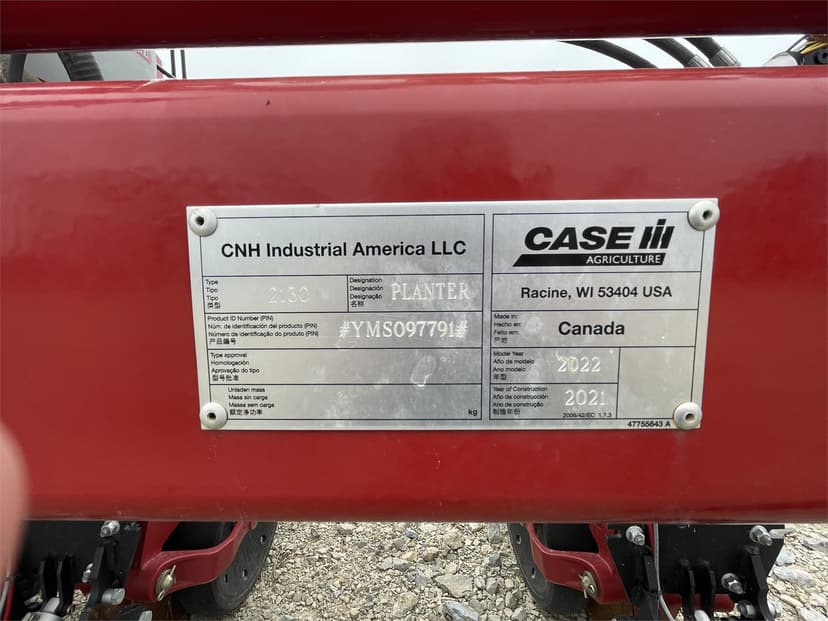 CNH Industrial America LLC
Type
Tipo
Tipo
类型
2130
Designation
Designación
Designação
名称
PLANTER
Product ID Number (PIN)
Núm. de identificación del producto (PIN)
Número de identificação do produto (PIN)
产品编号
#YMS097791#
Type approval
Homologación
Aprovação do tipo
型号批准
Unladen mass
Masa sin carga
Massa sem carga
额定净功率
kg
CASE IH
AGRICULTURE
Racine, WI 53404 USA
Made in:
Hecho en:
Feito em:
产地
Canada
Model Year
Año de modelo
Ano modelo
年型
2022
Year of Construction
Año de construcción
Ano de construção
制造年份
2021
2006/42/EC 1.7.3
47755643 A